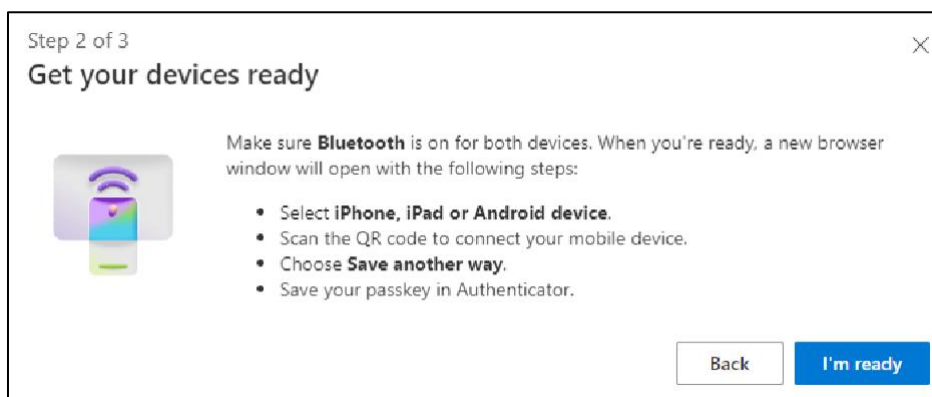 Step 2 of 3
Get your devices ready
Make sure Bluetooth is on for both devices. When you're ready, a new browser
window will open with the following steps:
• Select iPhone, iPad or Android device.
• Scan the QR code to connect your mobile device.
• Choose Save another way.
• Save your passkey in Authenticator.
Back
I'm ready